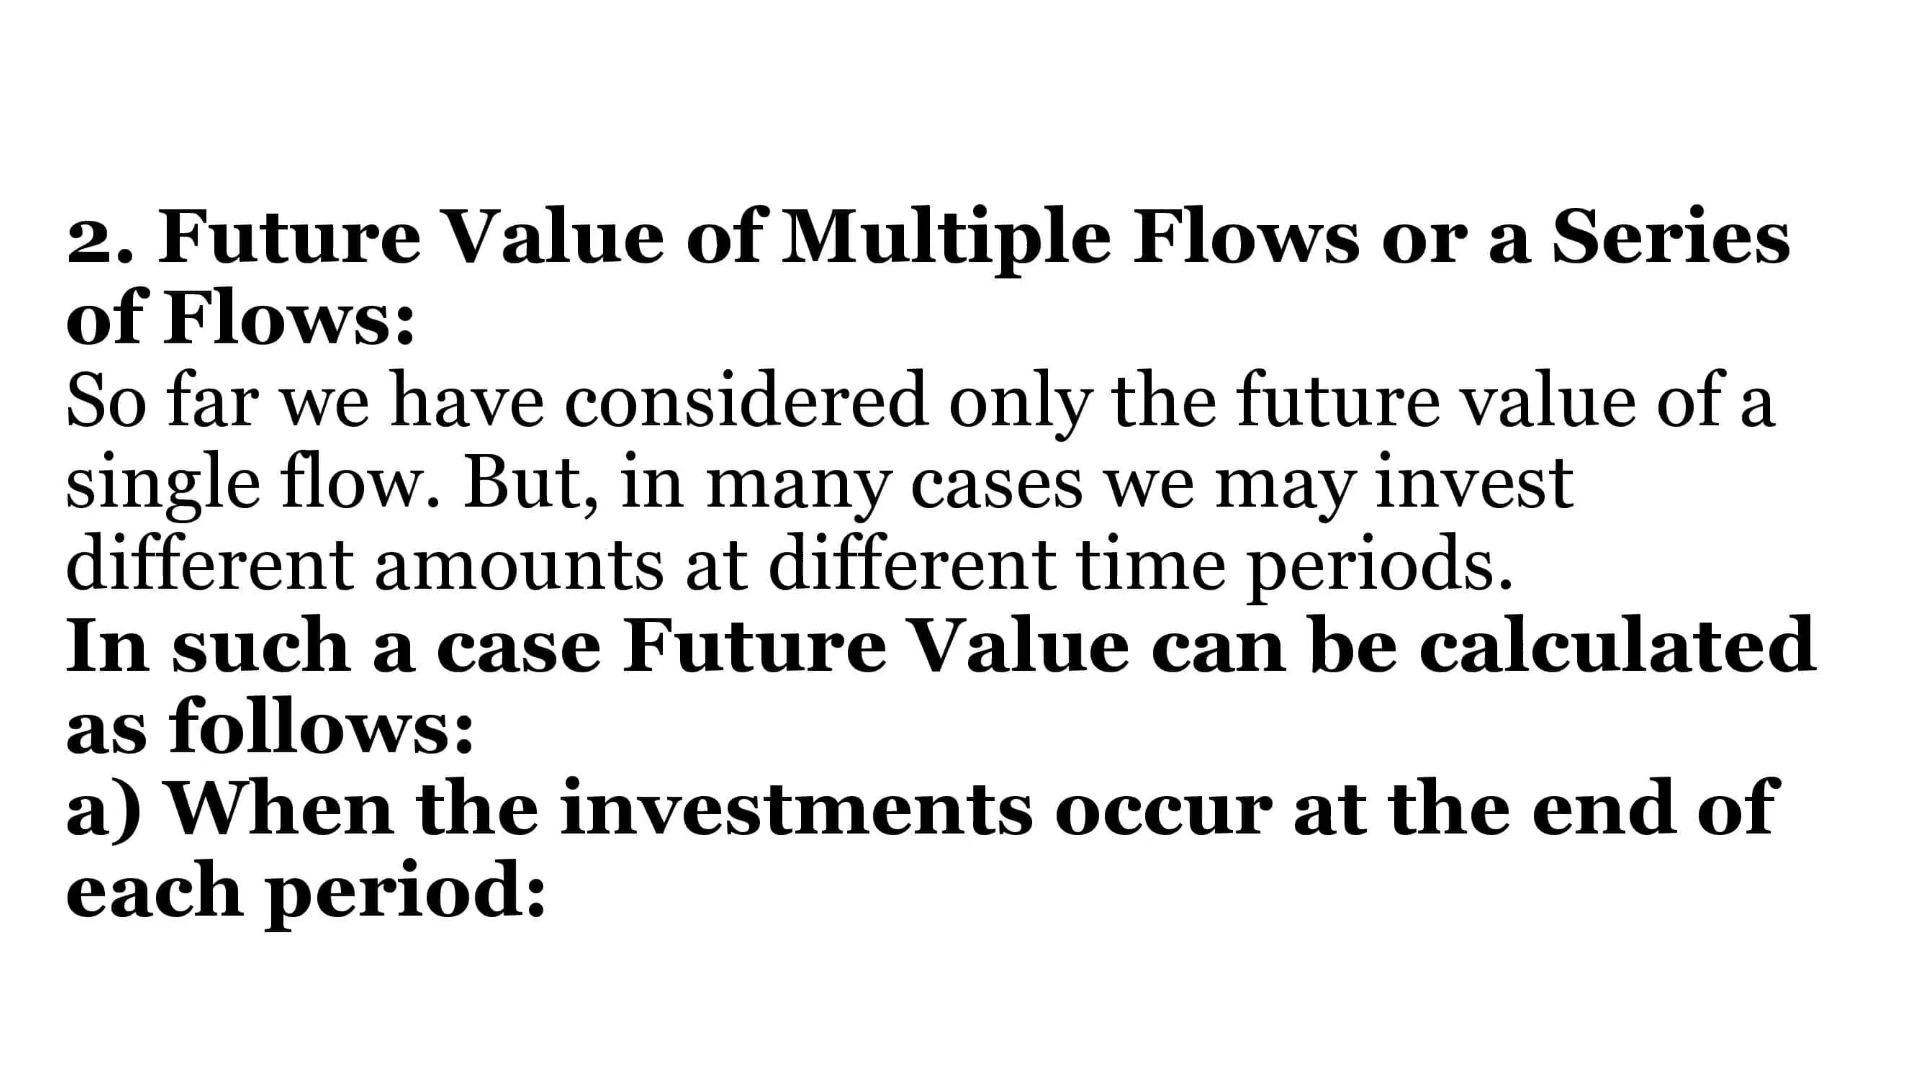 2. Future Value of Multiple Flows or a Series
of Flows:
So far we have considered only the future value of a
single flow. But, in many cases we may invest
different amounts at different time periods.
In such a case Future Value can be calculated
as follows:
a) When the investments occur at the end of
each period: